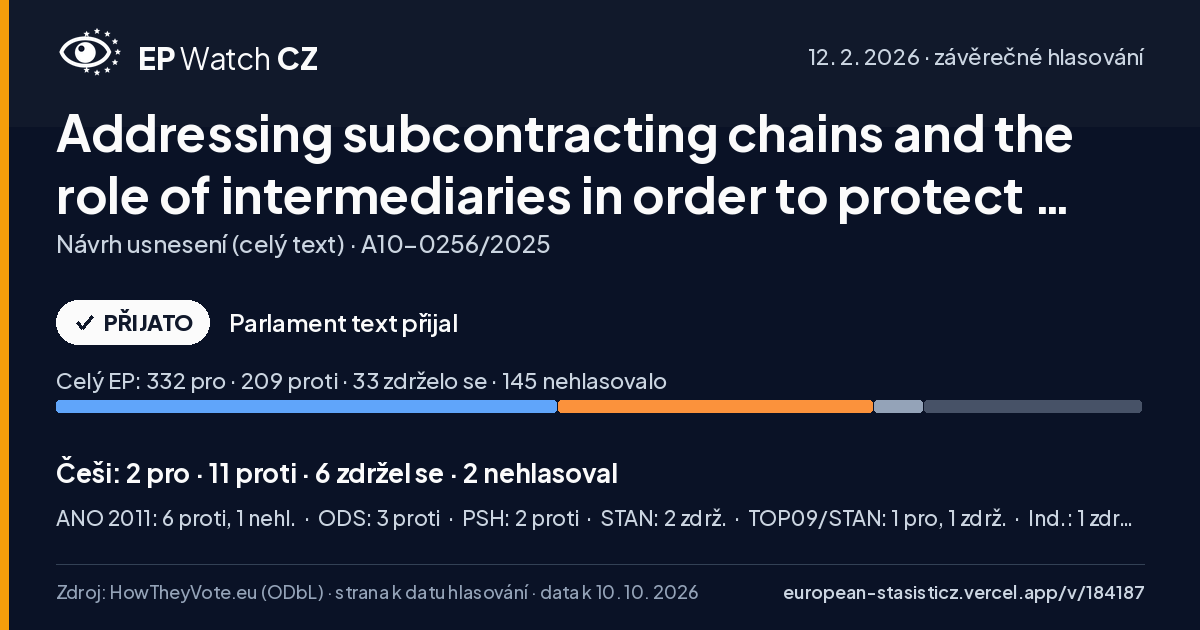 EP Watch CZ
12. 2. 2026 · závěrečné hlasování
Addressing subcontracting chains and the
role of intermediaries in order to protect …
Návrh usnesení (celý text) · A10–0256/2025
✓ PŘIJATO Parlament text přijal
Celý EP: 332 pro · 209 proti · 33 zdrželo se · 145 nehlasovalo
Češi: 2 pro · 11 proti · 6 zdržel se · 2 nehlasoval
ANO 2011: 6 proti, 1 nehl. · ODS: 3 proti · PSH: 2 proti · STAN: 2 zdrž. · TOP09/STAN: 1 pro, 1 zdrž. · Ind.: 1 zdr…
Zdroj: HowTheyVote.eu (ODbL) · strana k datu hlasování · data k 10. 10. 2026
european-stasisticz.vercel.app/v/184187